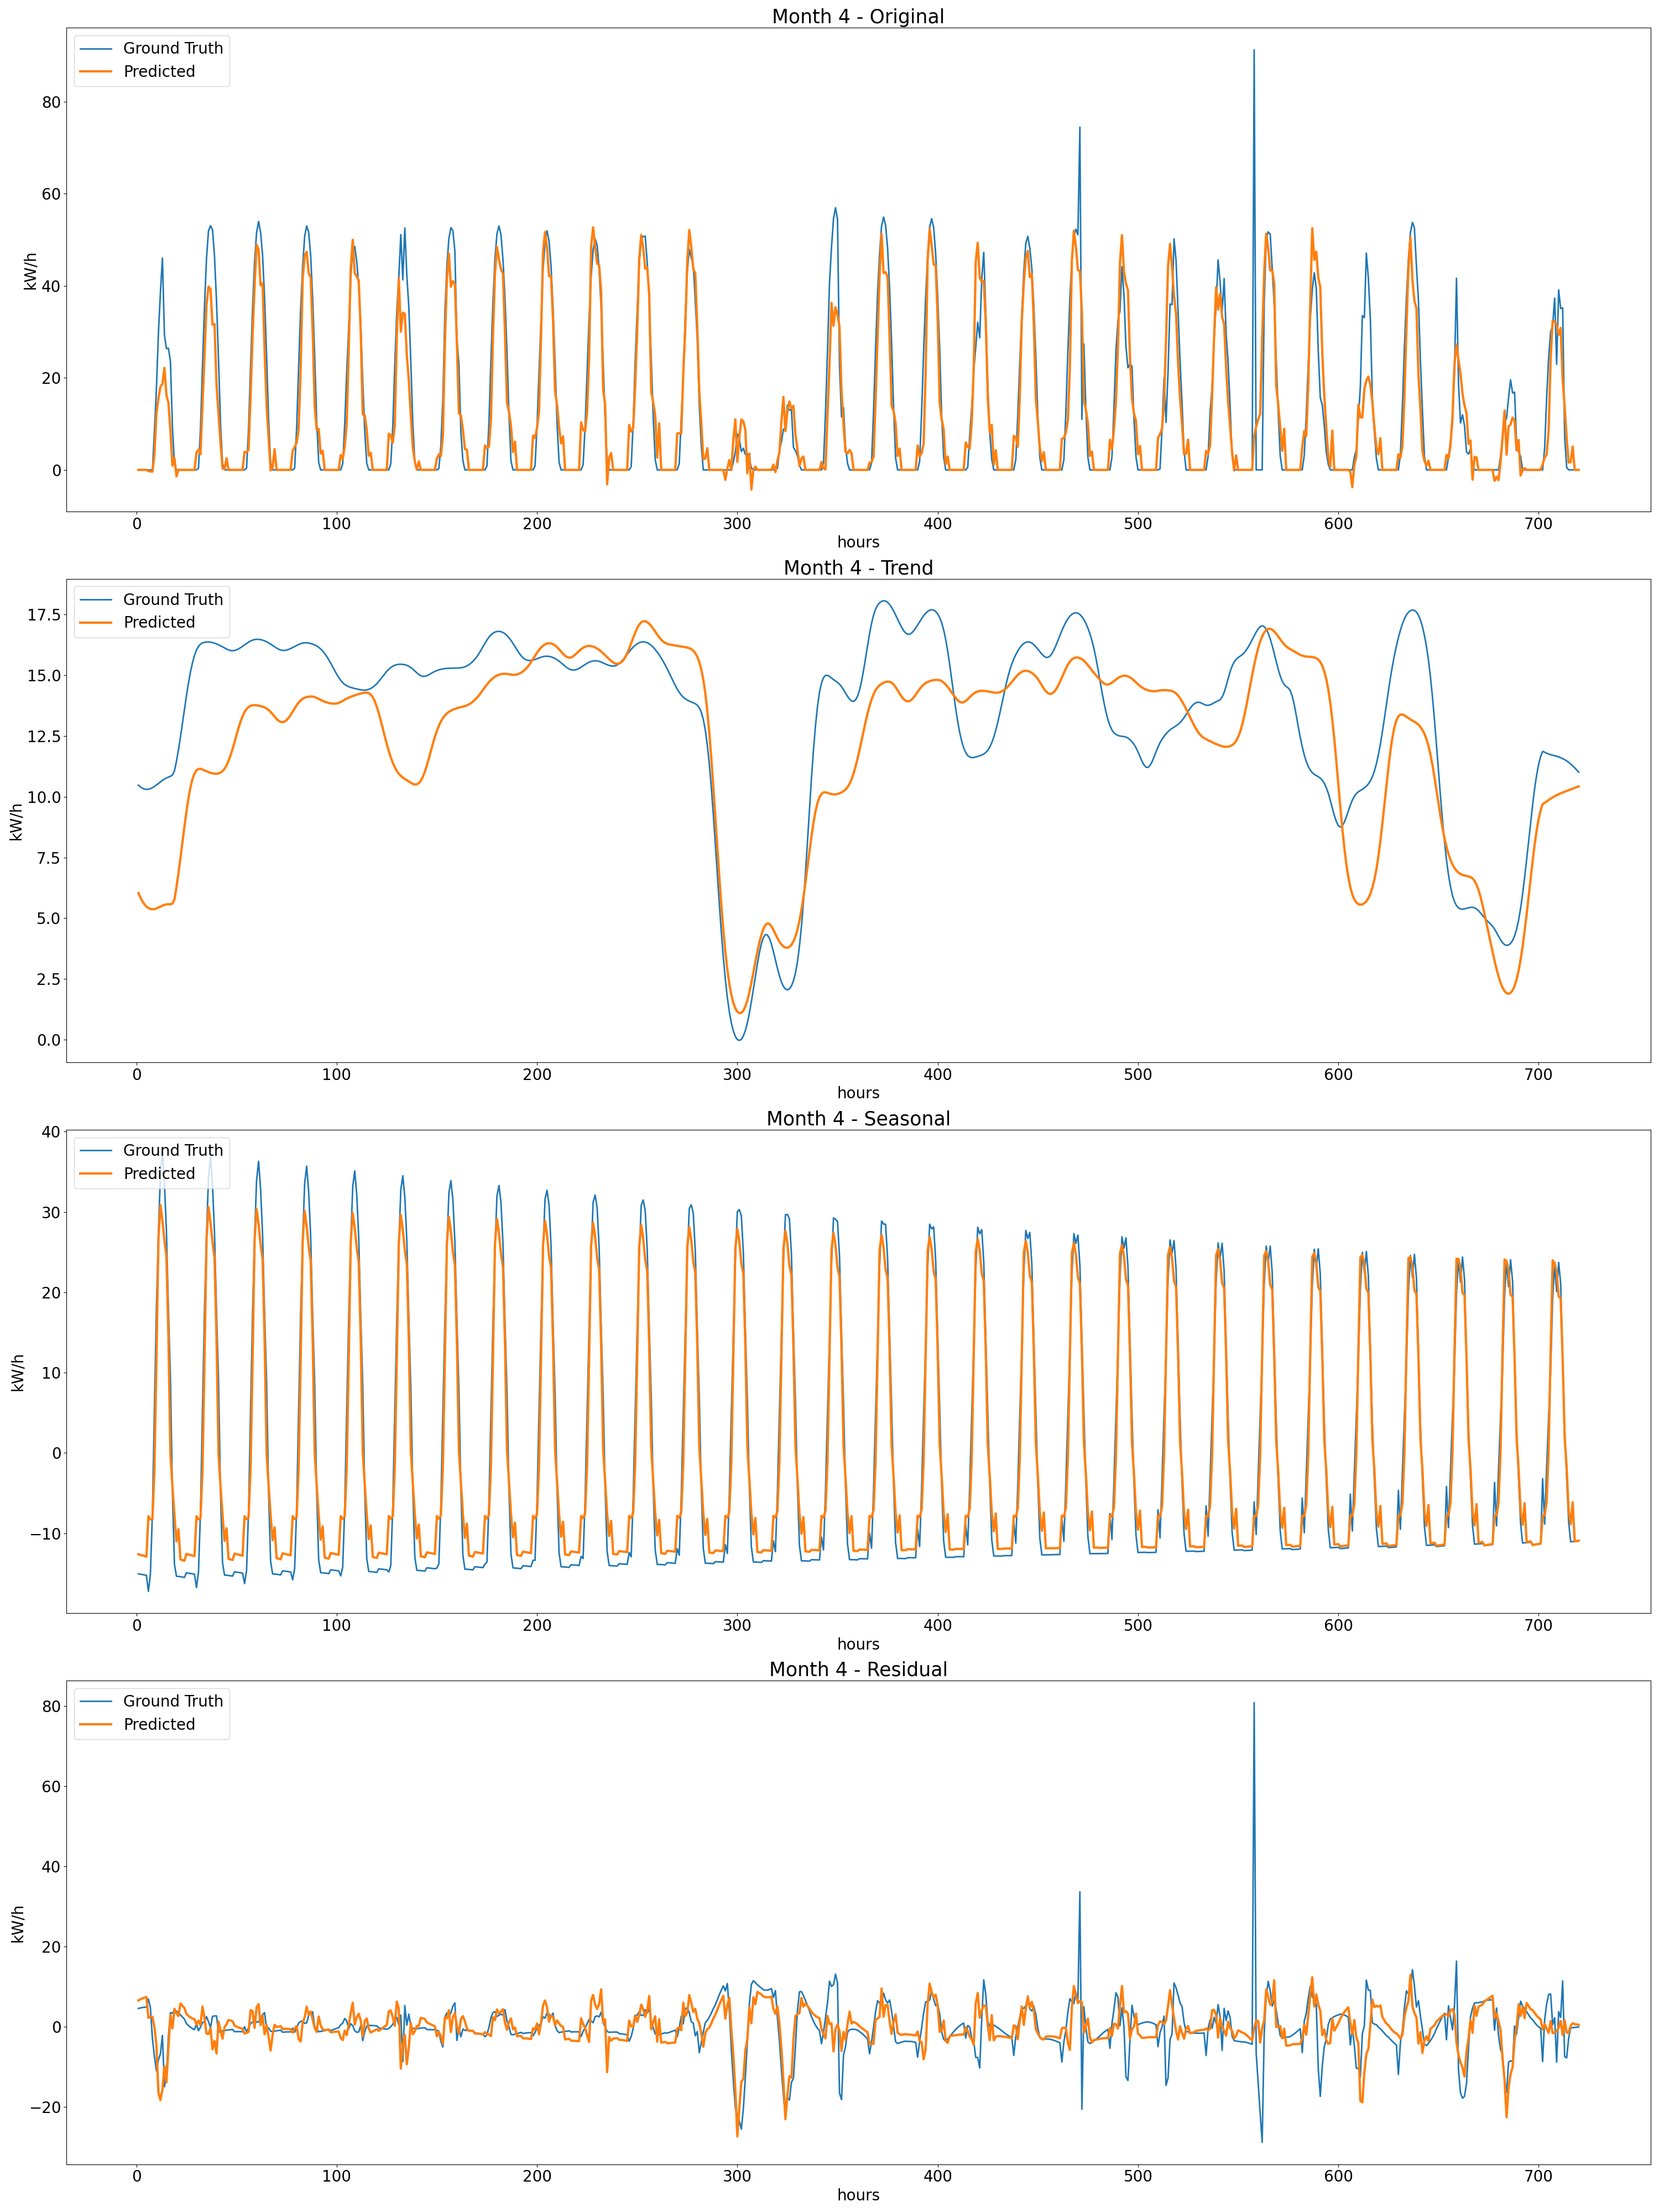 Month 4 - Original
Ground Truth
Predicted
kW/h
80
60
40
20
0
0 100 200 300 400 500 600 700
hours
Month 4 - Trend
Ground Truth
Predicted
kW/h
17.5
15.0
12.5
10.0
7.5
5.0
2.5
0.0
0 100 200 300 400 500 600 700
hours
Month 4 - Seasonal
Ground Truth
Predicted
kW/h
40
30
20
10
0
−10
0 100 200 300 400 500 600 700
hours
Month 4 - Residual
Ground Truth
Predicted
kW/h
80
60
40
20
0
−20
0 100 200 300 400 500 600 700
hours